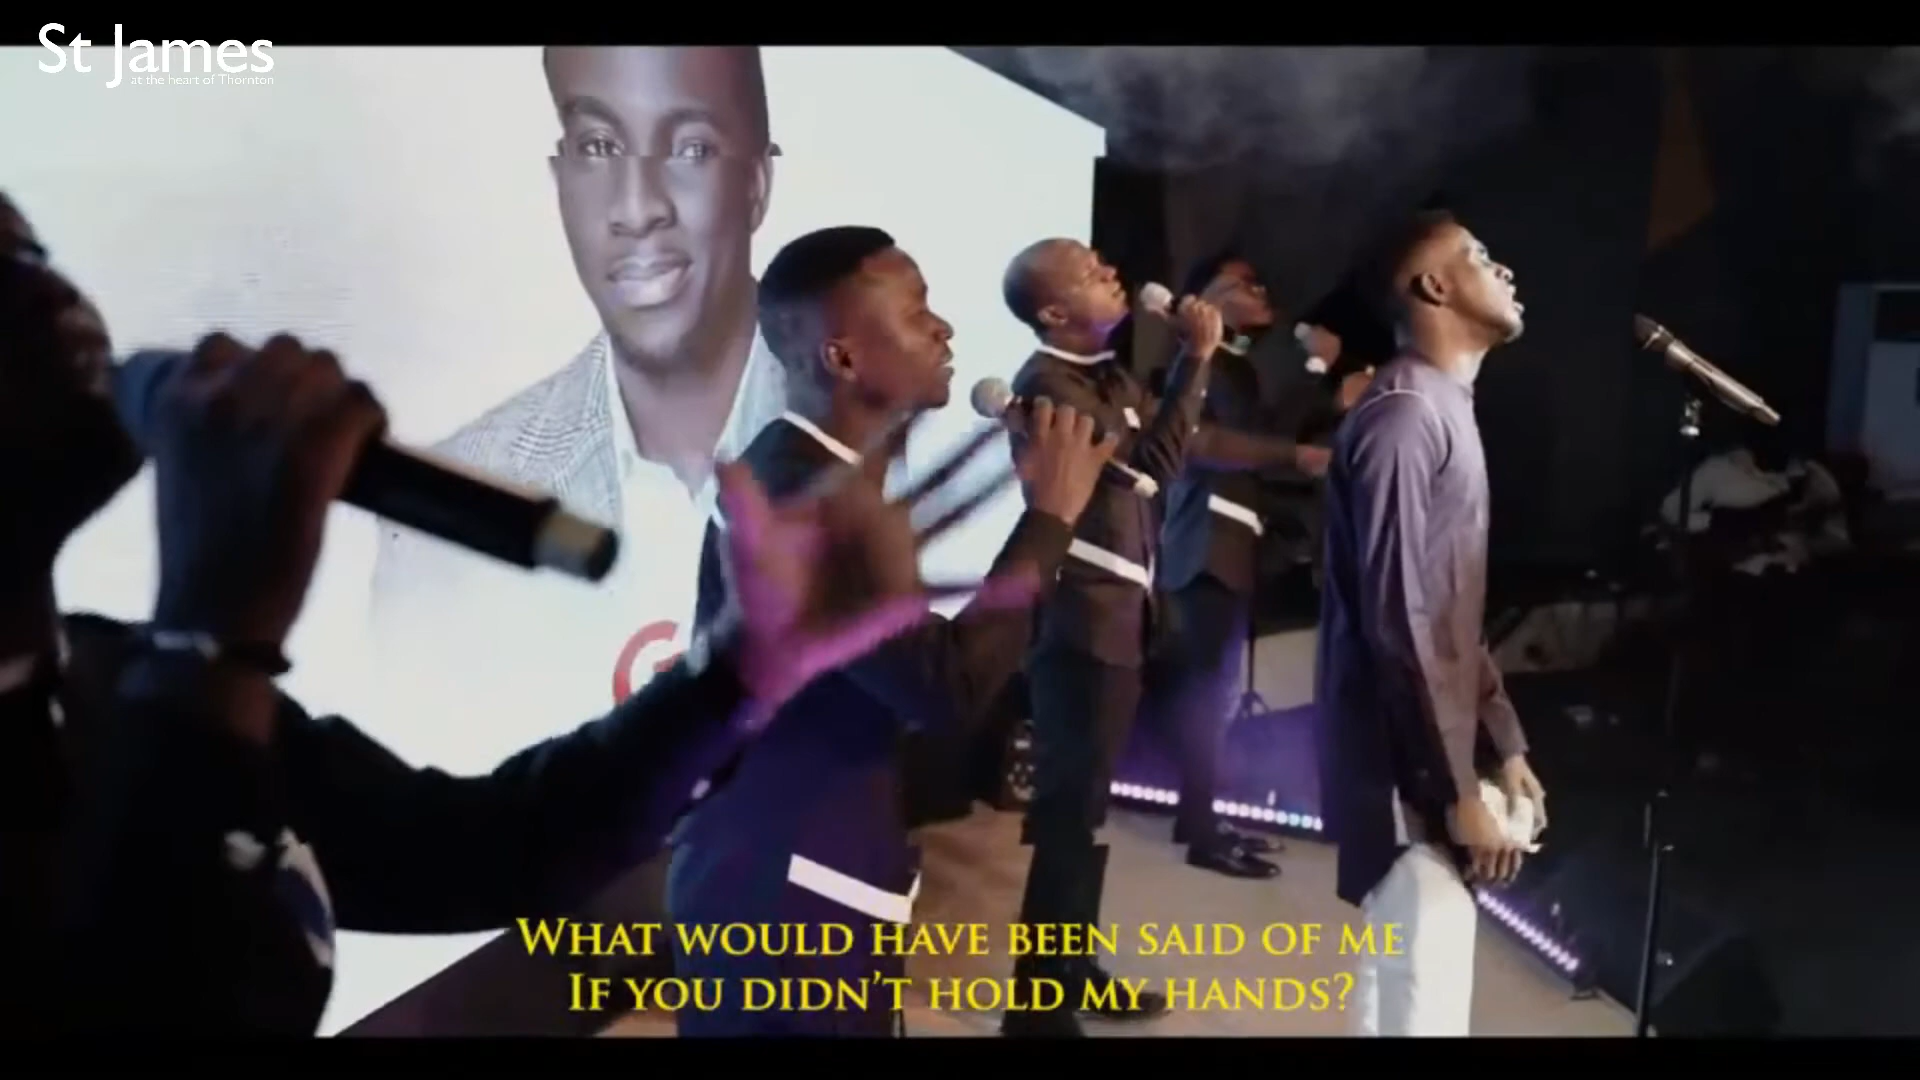 St James
at the heart of Thornton
G
WHAT WOULD HAVE BEEN SAID OF ME
IF YOU DIDN'T HOLD MY HANDS?